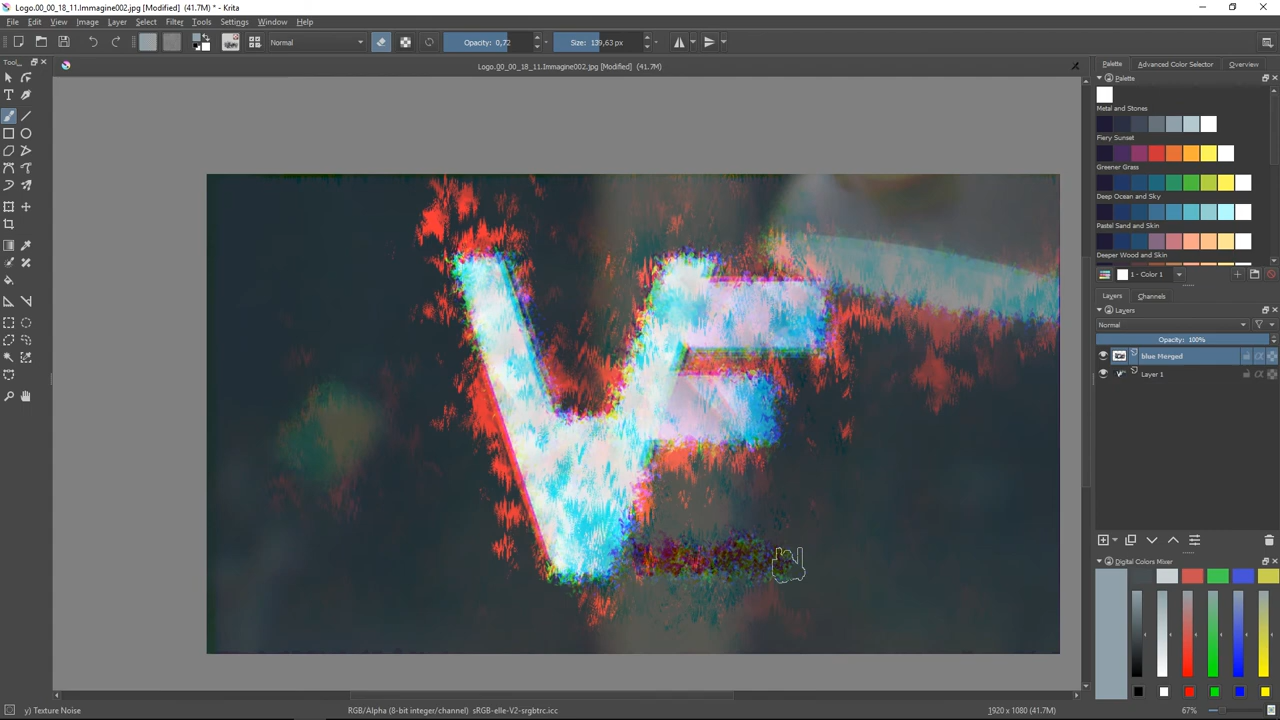 Logo.00_00_18_11.Immagine002.jpg [Modified] (41.7M) * - Krita
File Edit View Image Layer Select Filter Tools Settings Window Help
Normal Opacity: 0,72 Size: 139,63 px
Tool... Logo.00_00_18_11.Immagine002.jpg [Modified] (41.7M)
Palette Advanced Color Selector Overview
Palette
Metal and Stones
Fiery Sunset
Greener Grass
Deep Ocean and Sky
Pastel Sand and Skin
Deeper Wood and Skin
1 - Color 1
Layers Channels
Layers
Normal
Opacity: 100%
blue Merged
Layer 1
VF
Digital Colors Mixer
y) Texture Noise RGB/Alpha (8-bit integer/channel) sRGB-elle-V2-srgbtrc.icc 1920 x 1080 (41.7M) 67%